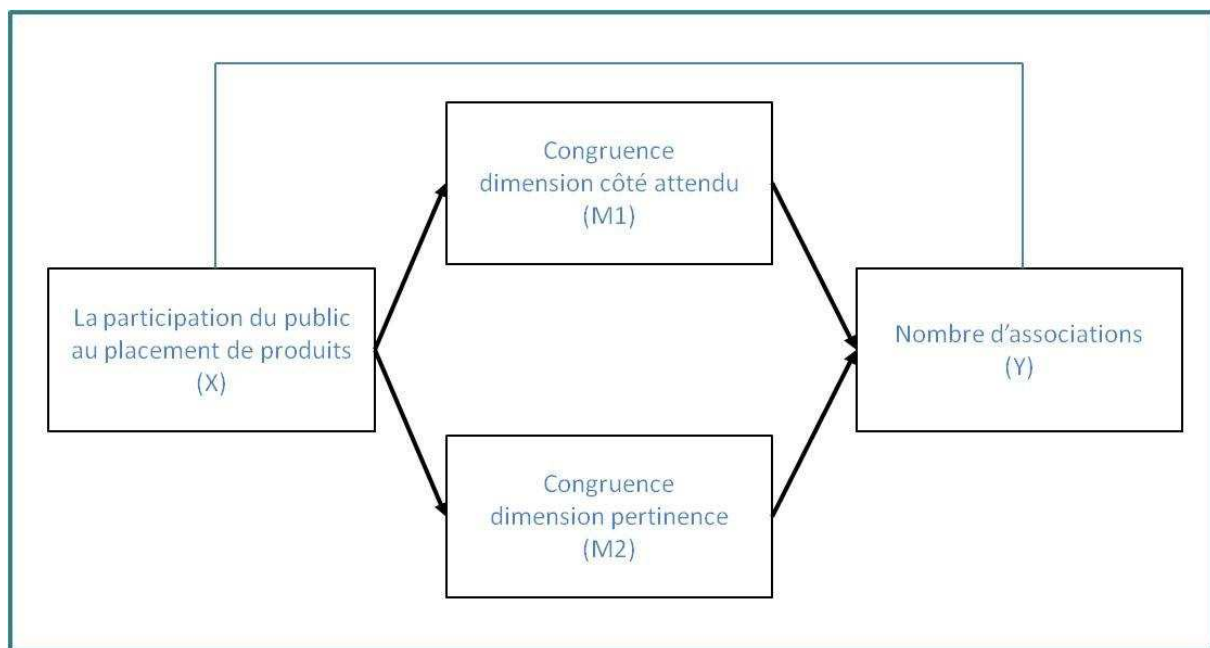 Congruence
dimension côté attendu
(M1)
La participation du public
au placement de produits
(X)
Nombre d’associations
(Y)
Congruence
dimension pertinence
(M2)